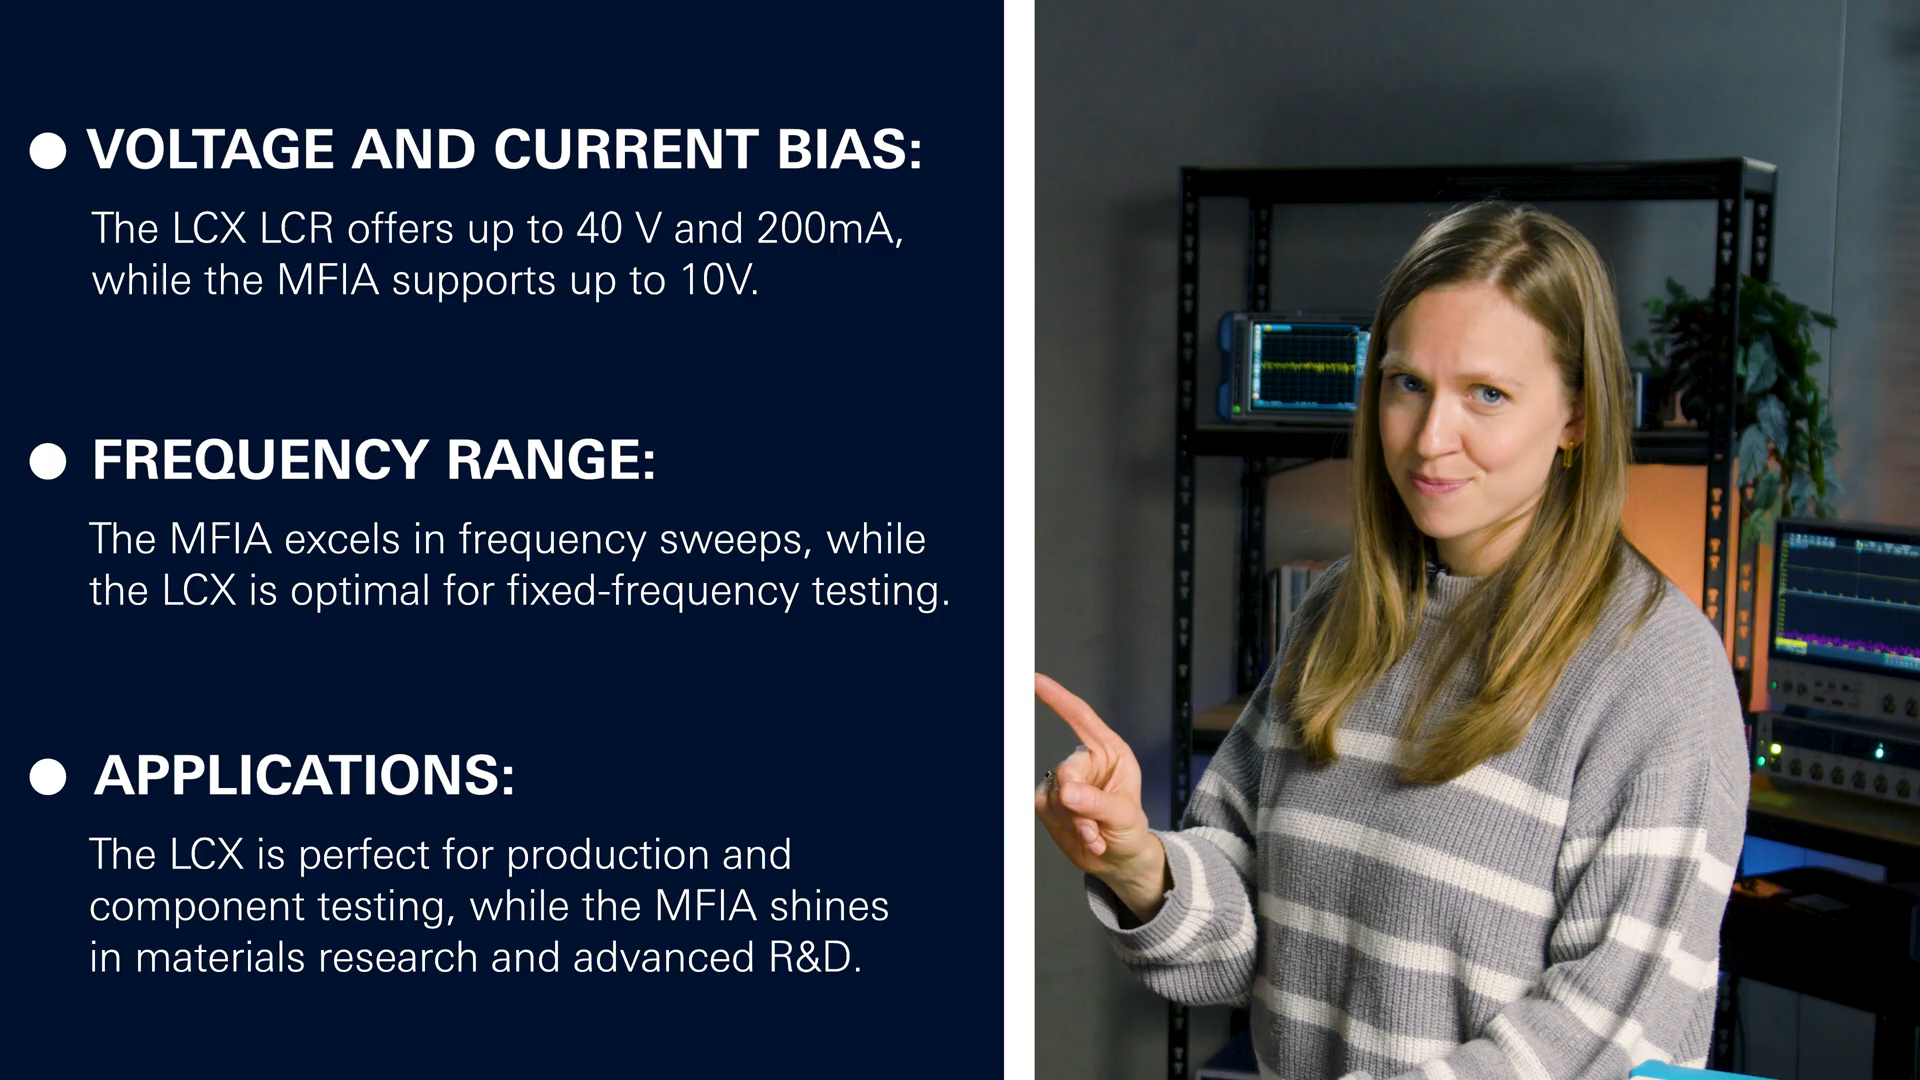 VOLTAGE AND CURRENT BIAS:
The LCX LCR offers up to 40 V and 200mA,
while the MFIA supports up to 10V.
FREQUENCY RANGE:
The MFIA excels in frequency sweeps, while
the LCX is optimal for fixed-frequency testing.
APPLICATIONS:
The LCX is perfect for production and
component testing, while the MFIA shines
in materials research and advanced R&D.